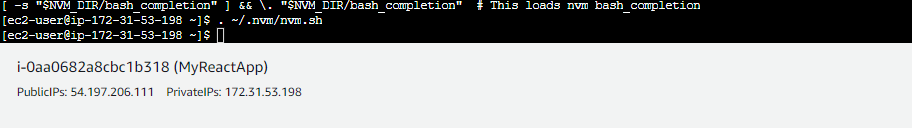 [ -s "$NVM_DIR/bash_completion" ] && \. "$NVM_DIR/bash_completion"  # This loads nvm bash_completion
[ec2-user@ip-172-31-53-198 ~]$ . ~/.nvm/nvm.sh
[ec2-user@ip-172-31-53-198 ~]$
i-0aa0682a8cbc1b318 (MyReactApp)
PublicIPs: 54.197.206.111 PrivateIPs: 172.31.53.198